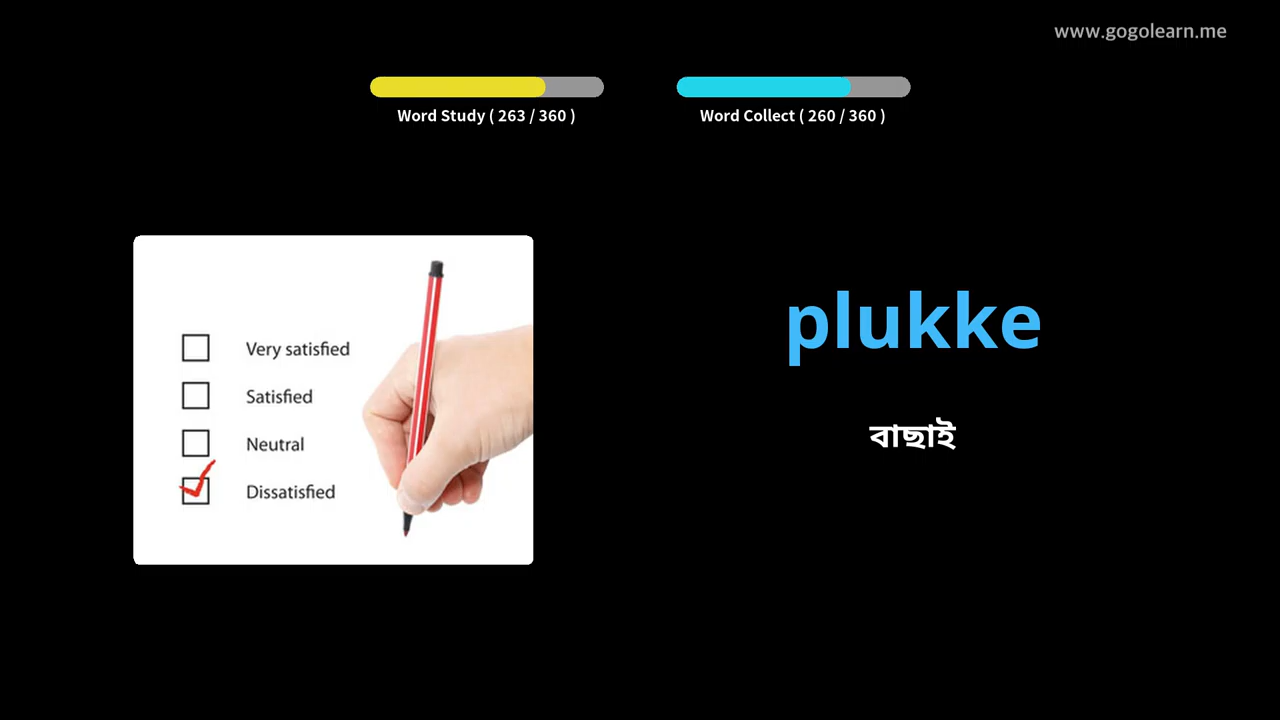 www.gogolearn.me
Word Study ( 263 / 360 )
Word Collect ( 260 / 360 )
Very satisfied
Satisfied
Neutral
Dissatisfied
plukke
বাছাই